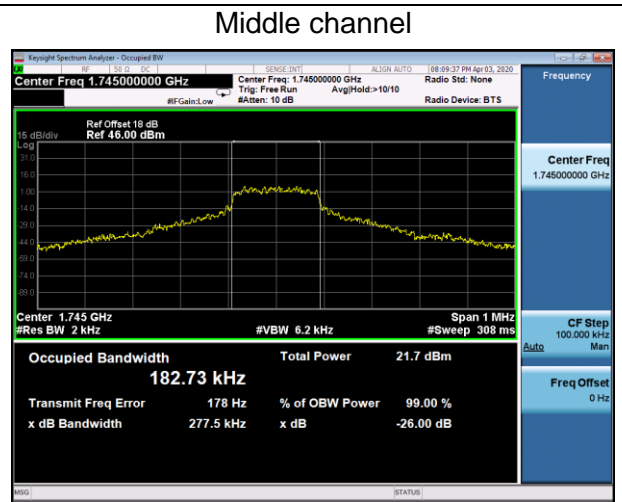 Middle channel
Keysight Spectrum Analyzer - Occupied BW
RF 50 Ω DC SENSE:INT ALIGN AUTO 08:09:37 PM Apr 03, 2020
Center Freq 1.745000000 GHz Center Freq: 1.745000000 GHz Radio Std: None Frequency
Trig: Free Run Avg|Hold:>10/10
#IFGain:Low #Atten: 10 dB Radio Device: BTS
Ref Offset 18 dB
15 dB/div Ref 46.00 dBm
Log
31.0
16.0
1.00
-14.0
-29.0
-44.0
-59.0
-74.0
-89.0
Center Freq
1.745000000 GHz
Center 1.745 GHz Span 1 MHz
#Res BW 2 kHz #VBW 6.2 kHz #Sweep 308 ms
CF Step
100.000 kHz
Auto Man
Occupied Bandwidth Total Power 21.7 dBm
182.73 kHz
Transmit Freq Error 178 Hz % of OBW Power 99.00 %
x dB Bandwidth 277.5 kHz x dB -26.00 dB
Freq Offset
0 Hz
MSG STATUS